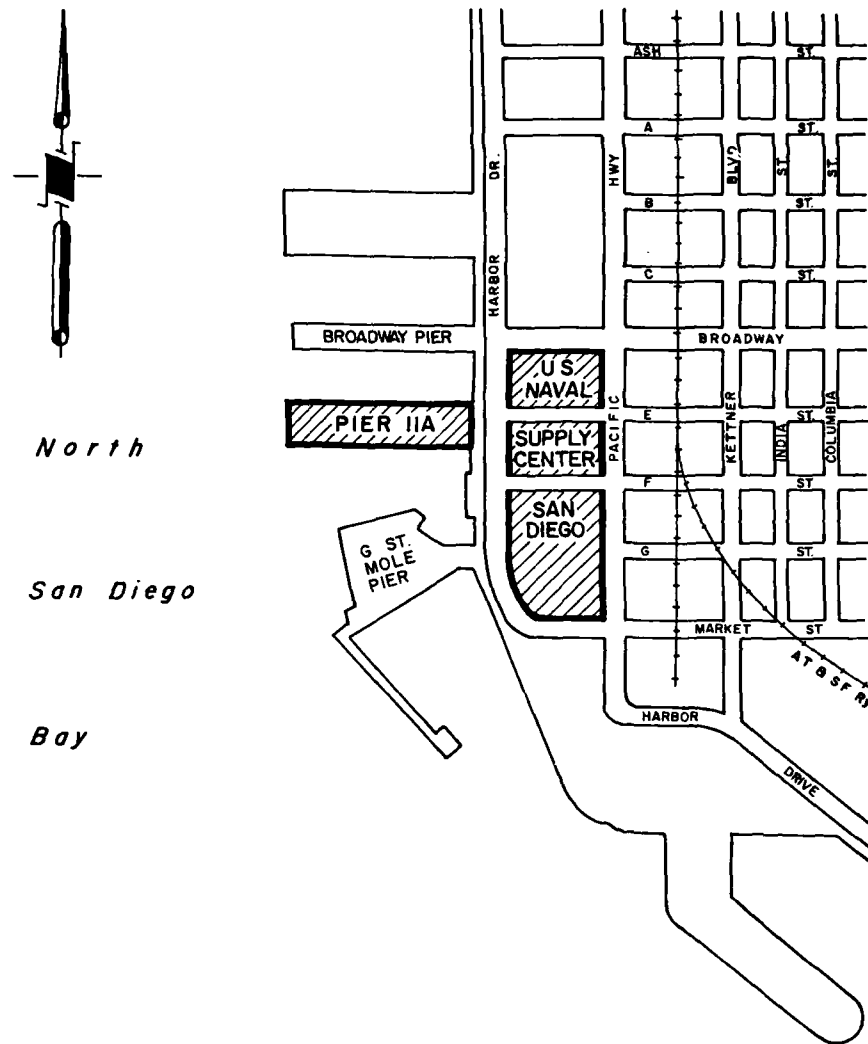 ASH ST.
A ST.
HARBOR DR.
PACIFIC HWY
KETTNER BLVD
INDIA ST.
COLUMBIA ST.
B ST.
C ST.
BROADWAY PIER
BROADWAY
U S
NAVAL
PIER 11A
E ST.
North
SUPPLY
CENTER
F ST
SAN
DIEGO
G ST.
MOLE
PIER
G ST.
San Diego
MARKET ST
AT & SF RY
HARBOR
Bay
DRIVE